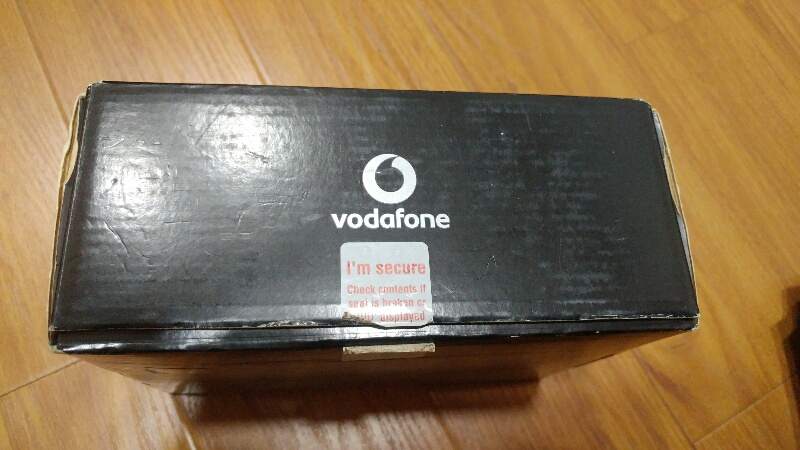 vodafone
I'm secure
Check contents if
seal is broken or
displayed